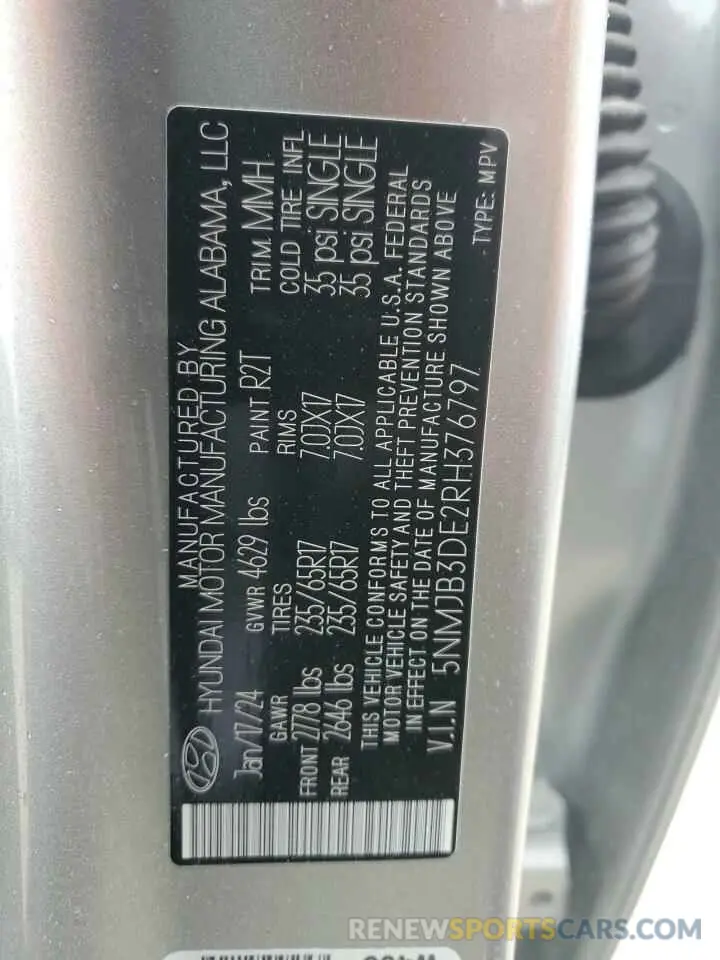 MANUFACTURED BY
HYUNDAI MOTOR MANUFACTURING ALABAMA, LLC
Jan/17/24 GVWR 4629 lbs PAINT R2T TRIM MMH
GAWR TIRES RIMS COLD TIRE INFL
FRONT 2778 lbs 235/65R17 7.0JX17 35 psi SINGLE
REAR 2646 lbs 235/65R17 7.0JX17 35 psi SINGLE
THIS VEHICLE CONFORMS TO ALL APPLICABLE U.S.A. FEDERAL
MOTOR VEHICLE SAFETY AND THEFT PREVENTION STANDARDS
IN EFFECT ON THE DATE OF MANUFACTURE SHOWN ABOVE
V.I.N 5NMJB3DE2RH376797
TYPE: MPV
RENEWSPORTSCARS.COM